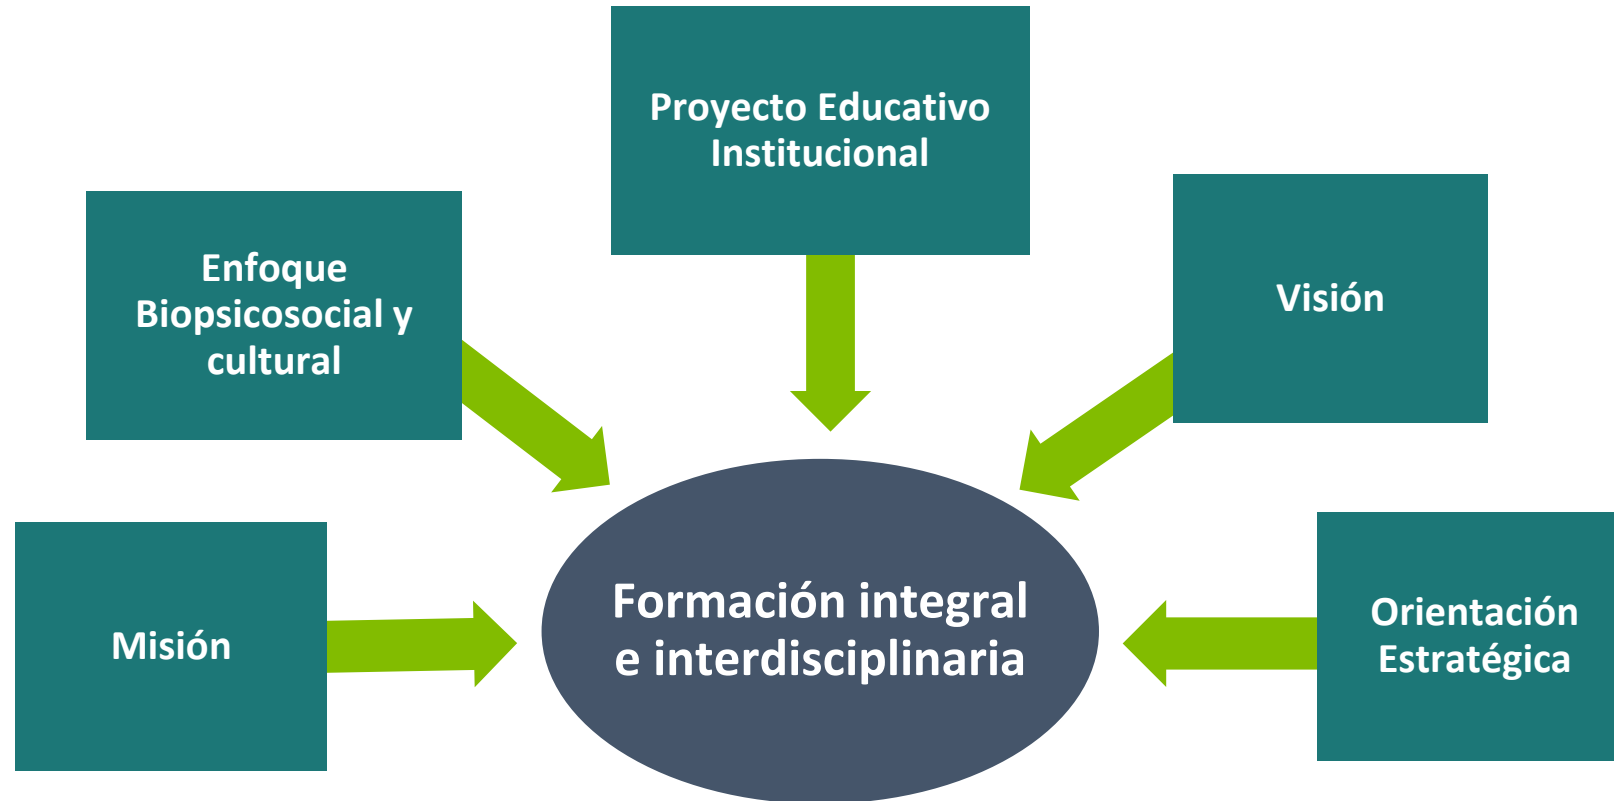 Proyecto Educativo
Institucional
Enfoque
Biopsicosocial y
cultural
Visión
Misión
Formación integral
e interdisciplinaria
Orientación
Estratégica